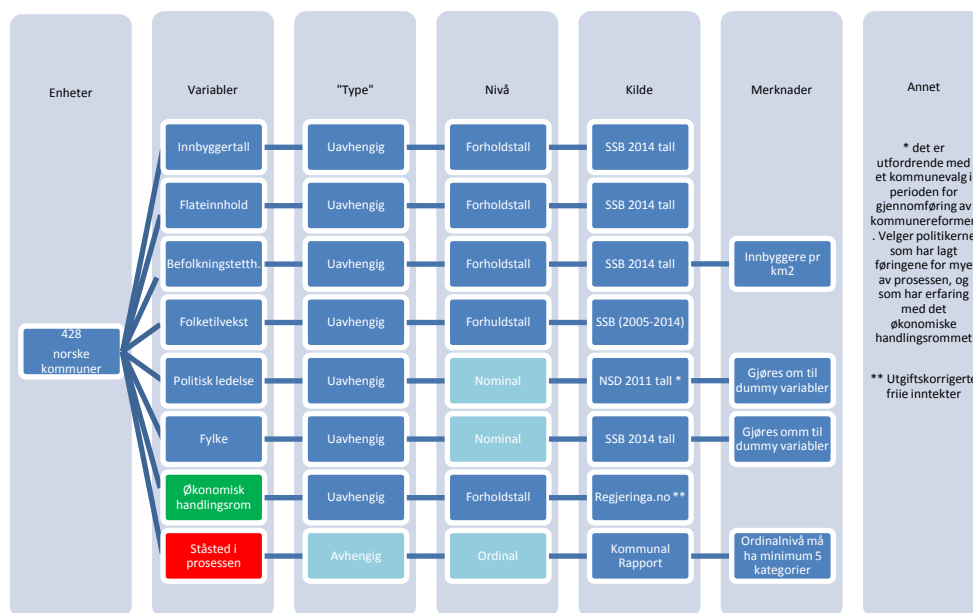 Enheter
Variabler
"Type"
Nivå
Kilde
Merknader
Annet
428
norske
kommuner
Innbyggertall
Uavhengig
Forholdstall
SSB 2014 tall
Flateinnhold
Uavhengig
Forholdstall
SSB 2014 tall
Befolkningstetth.
Uavhengig
Forholdstall
SSB 2014 tall
Innbyggere pr
km2
Folketilvekst
Uavhengig
Forhuldstall
SSB (2005-2014)
Politisk ledelse
Uavhengig
Nominal
NSD 2011 tall *
Gjøres om til
dummy variabler
Fylke
Uavhengig
Nominal
SSB 2014 tall
Gjøres omm til
dummy variabler
Økonomisk
handlingsrom
Uavhengig
Forholdstall
Regjeringa.no **
Ståsted i
prosessen
Avhengig
Ordinal
Kommunal
Rapport
Ordinalnivå må
ha minimum 5
kategorier
* det er
utfordrende med
et kommunevalg i
perioden for
gjennomføring av
kommunereformen
. Velger politikerne
som har lagt
føringene for mye
av prosessen, og
som har erfaring
med det
økonomiske
handlingsrommet
** Utgiftskorrigerte
friie inntekter